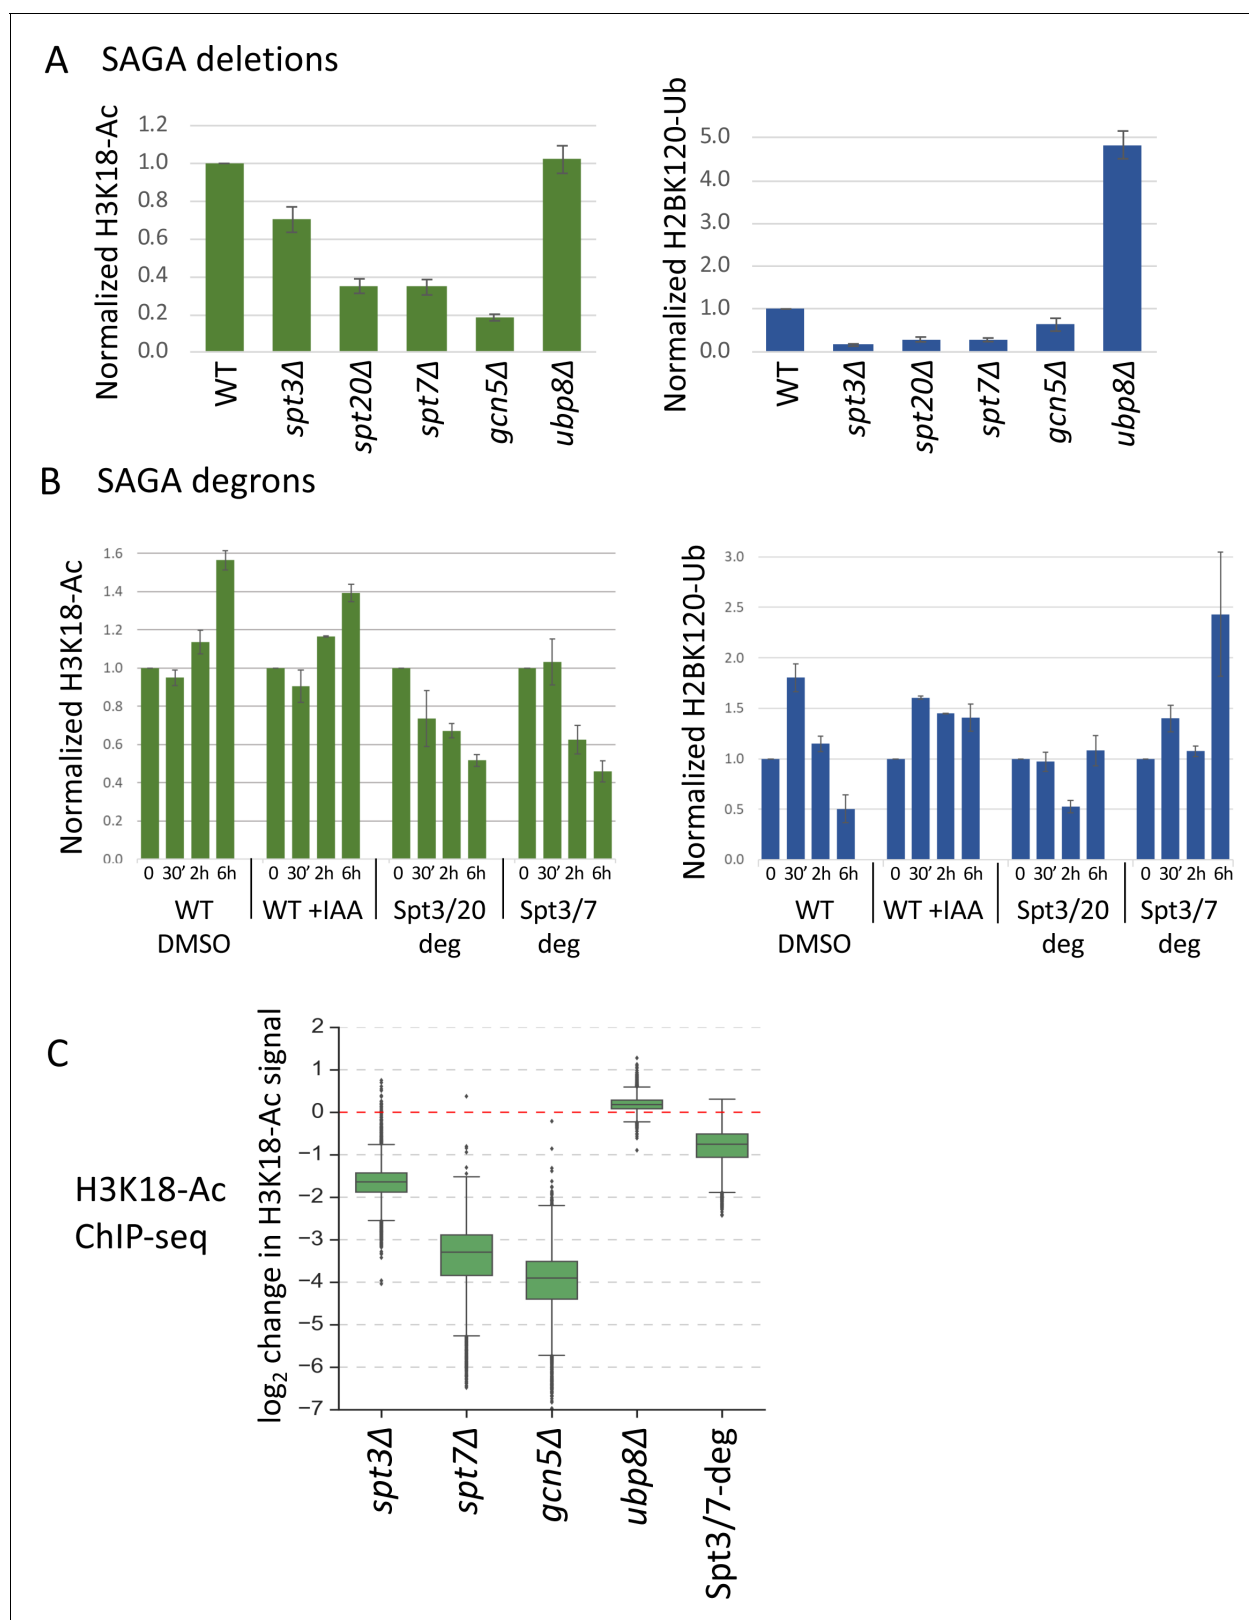 A SAGA deletions
Normalized H3K18-Ac
1.2
1.0
0.8
0.6
0.4
0.2
0.0
WT
spt3Δ
spt20Δ
spt7Δ
gcn5Δ
ubp8Δ
Normalized H2BK120-Ub
5.0
4.0
3.0
2.0
1.0
0.0
WT
spt3Δ
spt20Δ
spt7Δ
gcn5Δ
ubp8Δ
B SAGA degrons
Normalized H3K18-Ac
1.6
1.4
1.2
1.0
0.8
0.6
0.4
0.2
0.0
0 30’ 2h 6h 0 30’ 2h 6h 0 30’ 2h 6h 0 30’ 2h 6h
WT WT +IAA Spt3/20 Spt3/7
DMSO deg deg
Normalized H2BK120-Ub
3.0
2.5
2.0
1.5
1.0
0.5
0.0
0 30’ 2h 6h 0 30’ 2h 6h 0 30’ 2h 6h 0 30’ 2h 6h
WT WT +IAA Spt3/20 Spt3/7
DMSO deg deg
C
H3K18-Ac
ChIP-seq
log2 change in H3K18-Ac signal
2
1
0
−1
−2
−3
−4
−5
−6
−7
spt3Δ
spt7Δ
gcn5Δ
ubp8Δ
Spt3/7-deg